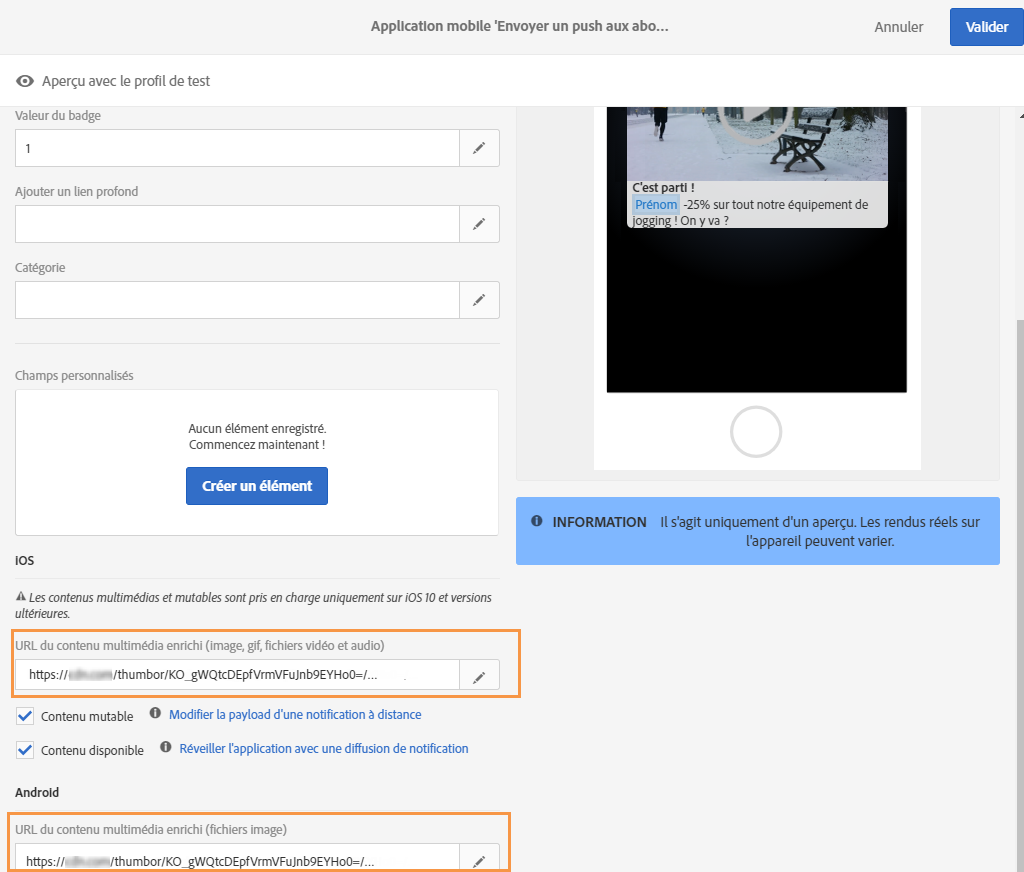 Application mobile 'Envoyer un push aux abo...
Annuler
Valider
Aperçu avec le profil de test
Valeur du badge
1
Ajouter un lien profond
Catégorie
Champs personnalisés
Aucun élément enregistré.
Commencez maintenant !
Créer un élément
iOS
Les contenus multimédias et mutables sont pris en charge uniquement sur iOS 10 et versions
ultérieures.
URL du contenu multimédia enrichi (image, gif, fichiers vidéo et audio)
https:// /thumbor/KO_gWQtcDEpfVrmVFuJnb9EYHo0=/...
Contenu mutable
Modifier la payload d'une notification à distance
Contenu disponible
Réveiller l'application avec une diffusion de notification
Android
URL du contenu multimédia enrichi (fichiers image)
https:// /thumbor/KO_gWQtcDEpfVrmVFuJnb9EYHo0=/...
C'est parti !
Prénom -25% sur tout notre équipement de
jogging ! On y va ?
INFORMATION Il s'agit uniquement d'un aperçu. Les rendus réels sur
l'appareil peuvent varier.